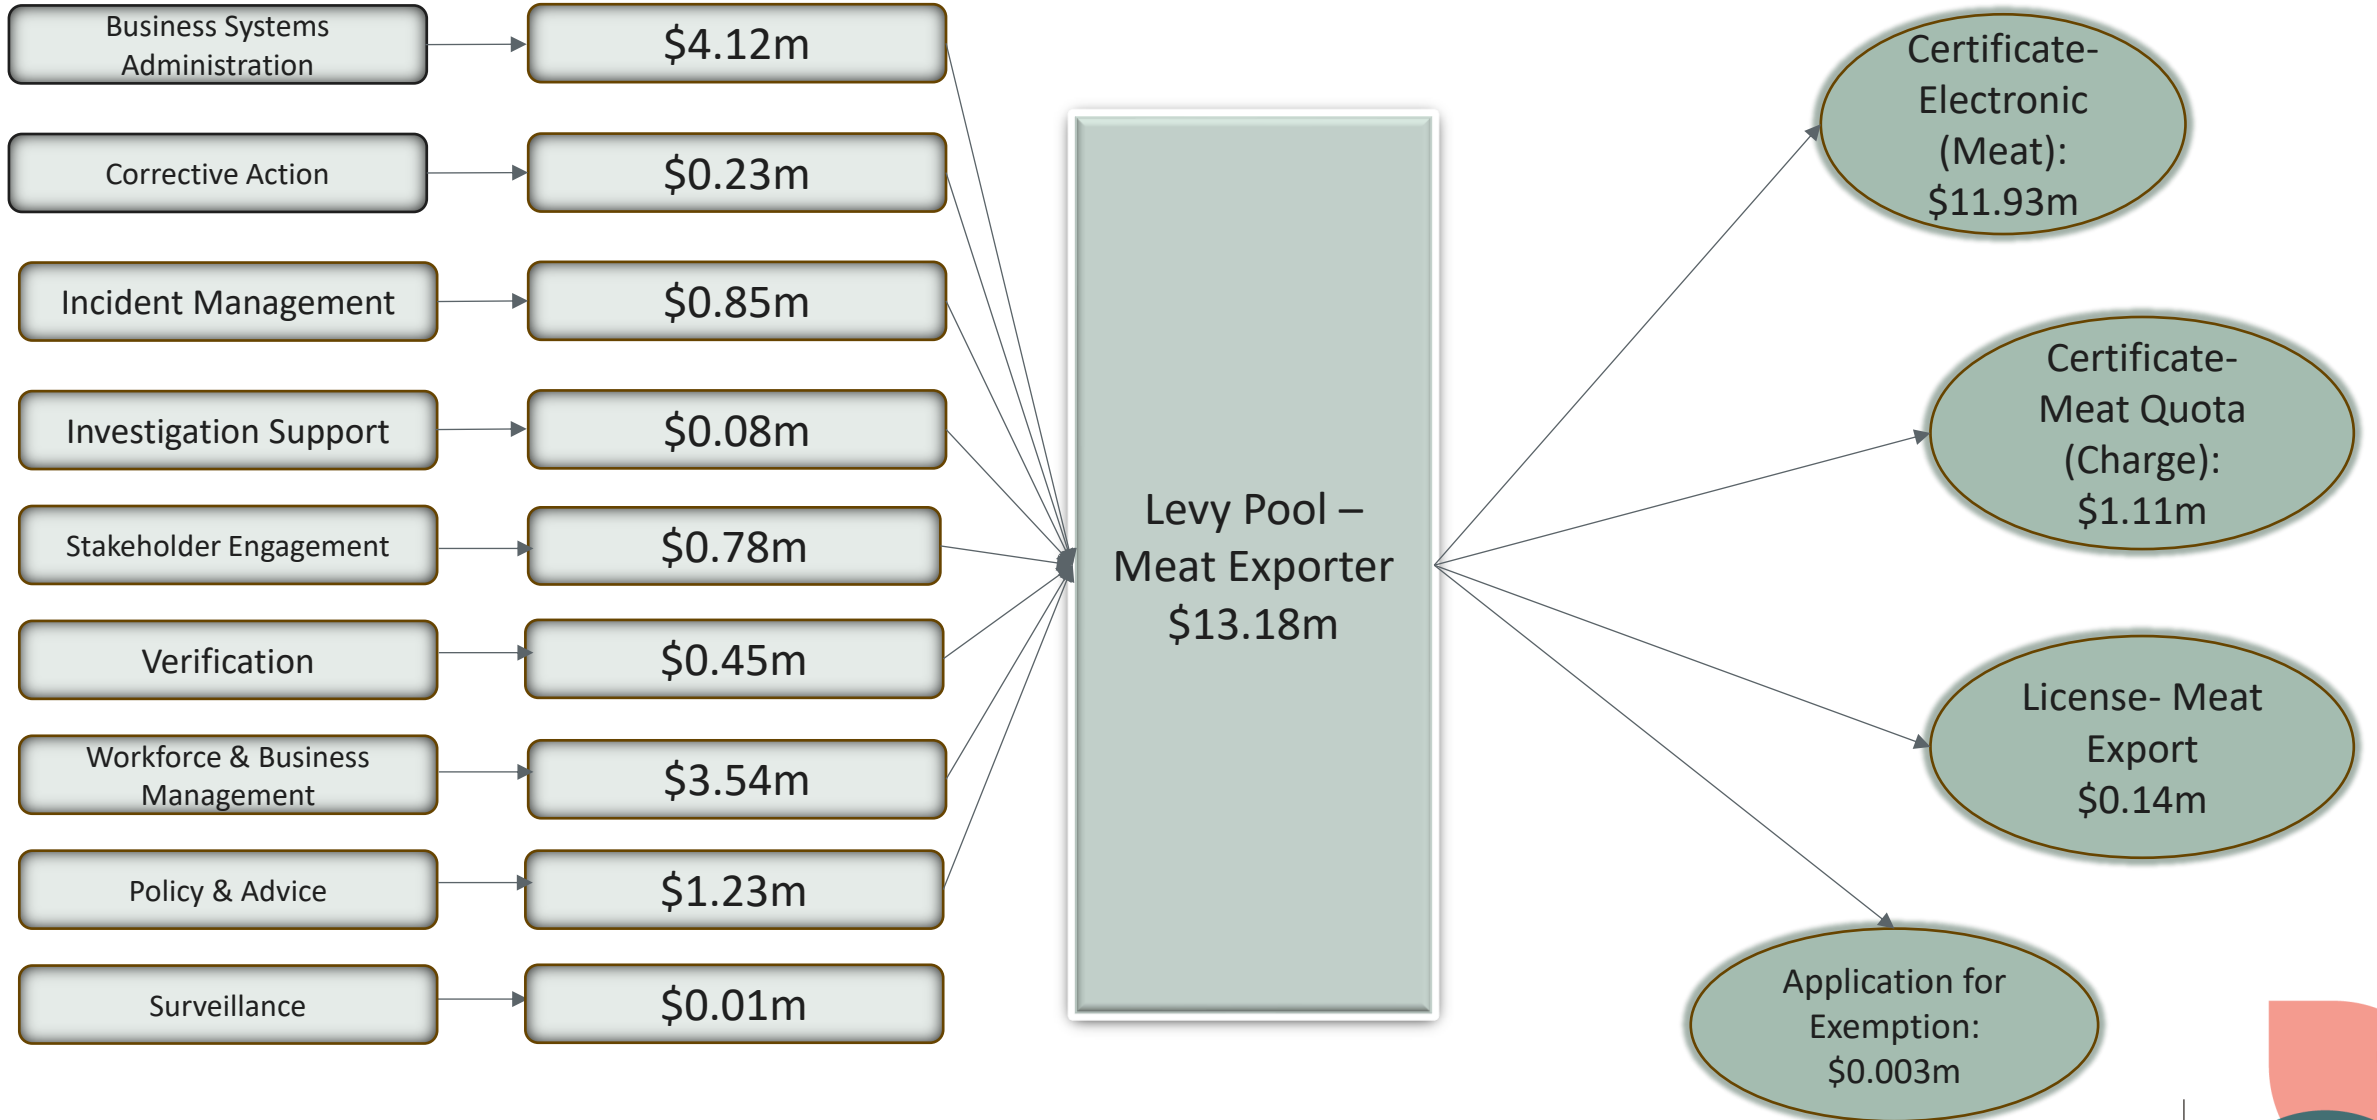 Business Systems
Administration
$4.12m
Corrective Action
$0.23m
Incident Management
$0.85m
Investigation Support
$0.08m
Stakeholder Engagement
$0.78m
Verification
$0.45m
Workforce & Business
Management
$3.54m
Policy & Advice
$1.23m
Surveillance
$0.01m
Levy Pool –
Meat Exporter
$13.18m
Certificate-
Electronic
(Meat):
$11.93m
Certificate-
Meat Quota
(Charge):
$1.11m
License- Meat
Export
$0.14m
Application for
Exemption:
$0.003m